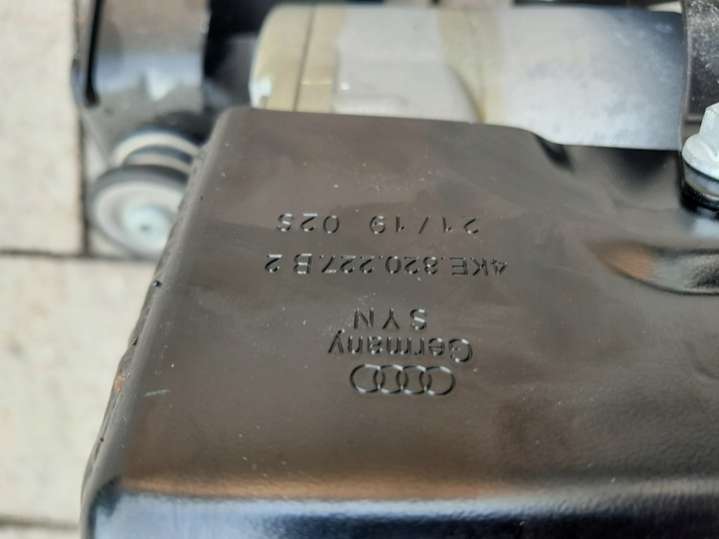 Germany
SYN
4KE.820.227.B 2
21/19 025